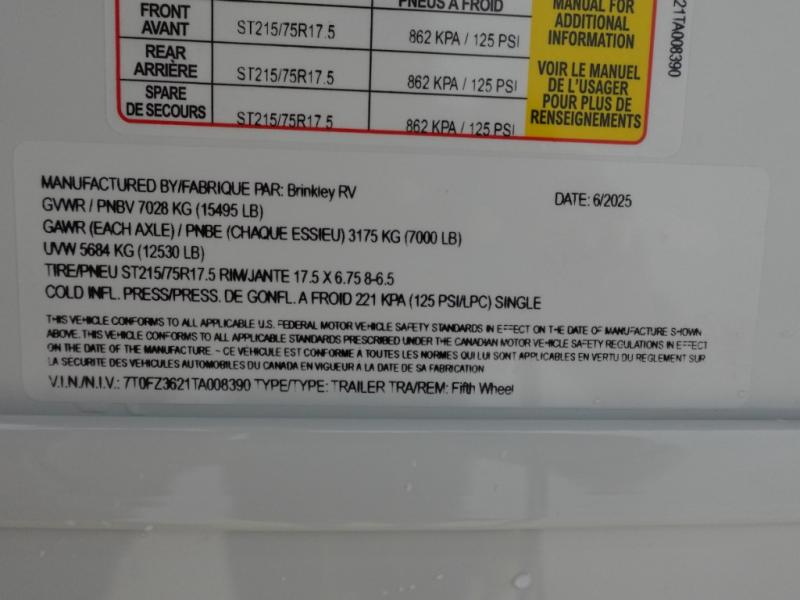 PNEUS À FROID
MANUAL FOR
ADDITIONAL
INFORMATION
FRONT
AVANT
ST215/75R17.5
862 KPA / 125 PSI
REAR
ARRIÈRE
ST215/75R17.5
862 KPA / 125 PSI
SPARE
DE SECOURS
ST215/75R17.5
862 KPA / 125 PSI
VOIR LE MANUEL
DE L'USAGER
POUR PLUS DE
RENSEIGNEMENTS
21TA008390
MANUFACTURED BY/FABRIQUE PAR: Brinkley RV
DATE: 6/2025
GVWR / PNBV 7028 KG (15495 LB)
GAWR (EACH AXLE) / PNBE (CHAQUE ESSIEU) 3175 KG (7000 LB)
UVW 5684 KG (12530 LB)
TIRE/PNEU ST215/75R17.5 RIM/JANTE 17.5 X 6.75 8-6.5
COLD INFL. PRESS/PRESS. DE GONFL. A FROID 221 KPA (125 PSI/LPC) SINGLE
THIS VEHICLE CONFORMS TO ALL APPLICABLE U.S. FEDERAL MOTOR VEHICLE SAFETY STANDARDS IN EFFECT ON THE DATE OF MANUFACTURE SHOWN
ABOVE. THIS VEHICLE CONFORMS TO ALL APPLICABLE STANDARDS PRESCRIBED UNDER THE CANADIAN MOTOR VEHICLE SAFETY REGULATIONS IN EFFECT
ON THE DATE OF THE MANUFACTURE ~ CE VEHICULE EST CONFORME A TOUTES LES NORMES QUI LUI SONT APPLICABLES EN VERTU DU REGLEMENT SUR
LA SECURITE DES VEHICULES AUTOMOBILES DU CANADA EN VIGUEUR A LA DATE DE SA FABRICATION
V.I.N./N.I.V.: 7T0FZ3621TA008390 TYPE/TYPE: TRAILER TRA/REM: Fifth Wheel